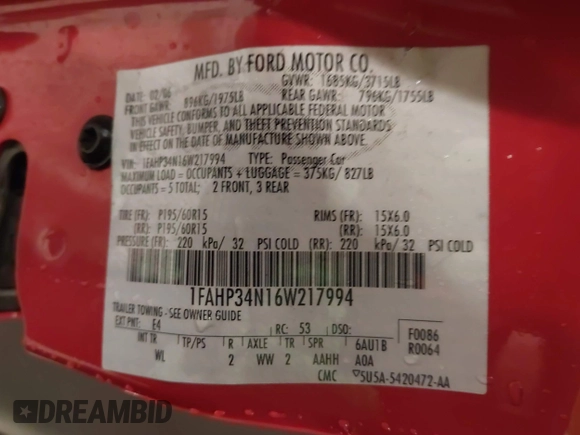 MFD. BY FORD MOTOR CO.
DATE: 02/06 GVWR: 1685KG/3715LB
FRONT GAWR: 896KG/1975LB REAR GAWR: 796KG/1755LB
THIS VEHICLE CONFORMS TO ALL APPLICABLE FEDERAL MOTOR
VEHICLE SAFETY, BUMPER, AND THEFT PREVENTION STANDARDS
IN EFFECT ON THE DATE OF MANUFACTURE SHOWN ABOVE.
VIN: 1FAHP34N16W217994 TYPE: Passenger Car
MAXIMUM LOAD = OCCUPANTS + LUGGAGE = 375KG/ 827LB
OCCUPANTS = 5 TOTAL; 2 FRONT, 3 REAR
TIRE (FR): P195/60R15 RIMS (FR): 15X6.0
(RR): P195/60R15 (RR): 15X6.0
PRESSURE (FR): 220 kPa/ 32 PSI COLD (RR): 220 kPa/ 32 PSI COLD
1FAHP34N16W217994
TRAILER TOWING - SEE OWNER GUIDE
EXT PNT: E4 RC: 53 DSO: F0086
INT TR TP/PS R AXLE TR SPR 6AU1B R0064
WL 2 WW 2 AAHH A0A
CMC 5U5A-5420472-AA
DREAMBID